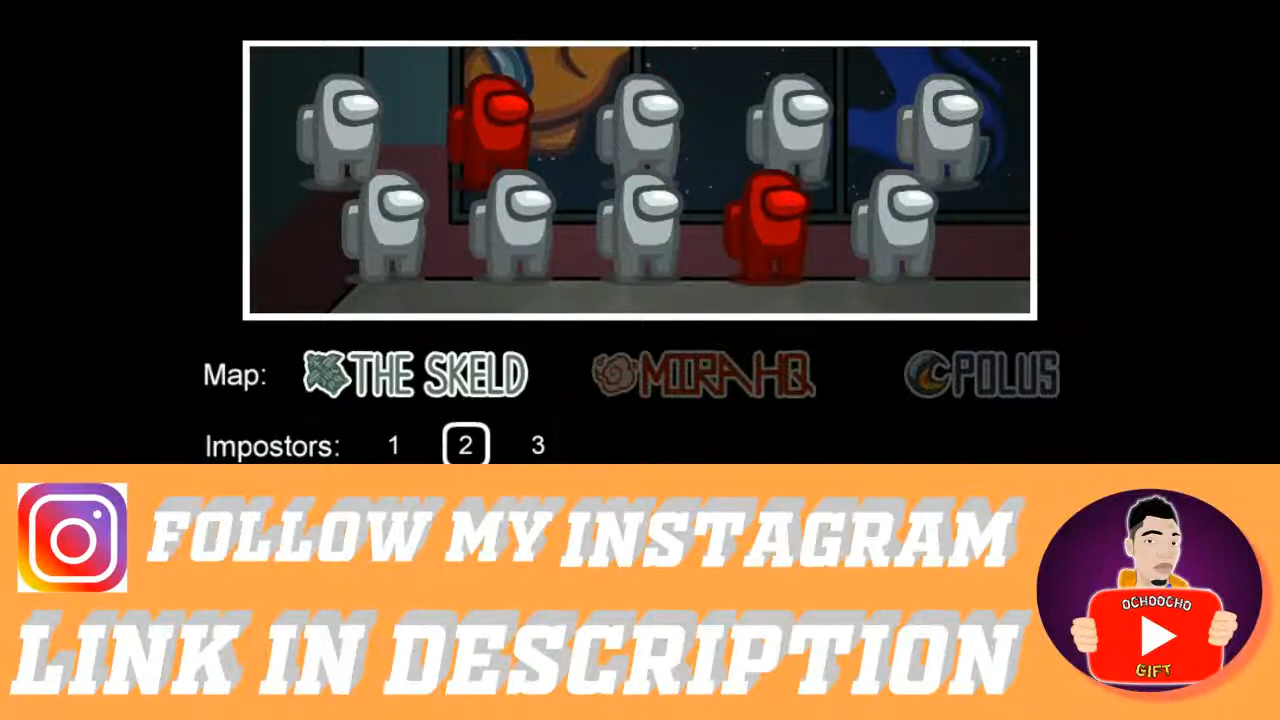 Map: THE SKELD MIRA HQ POLUS
Impostors: 1 2 3
FOLLOW MY INSTAGRAM
LINK IN DESCRIPTION
OCHOOCHO
GIFT